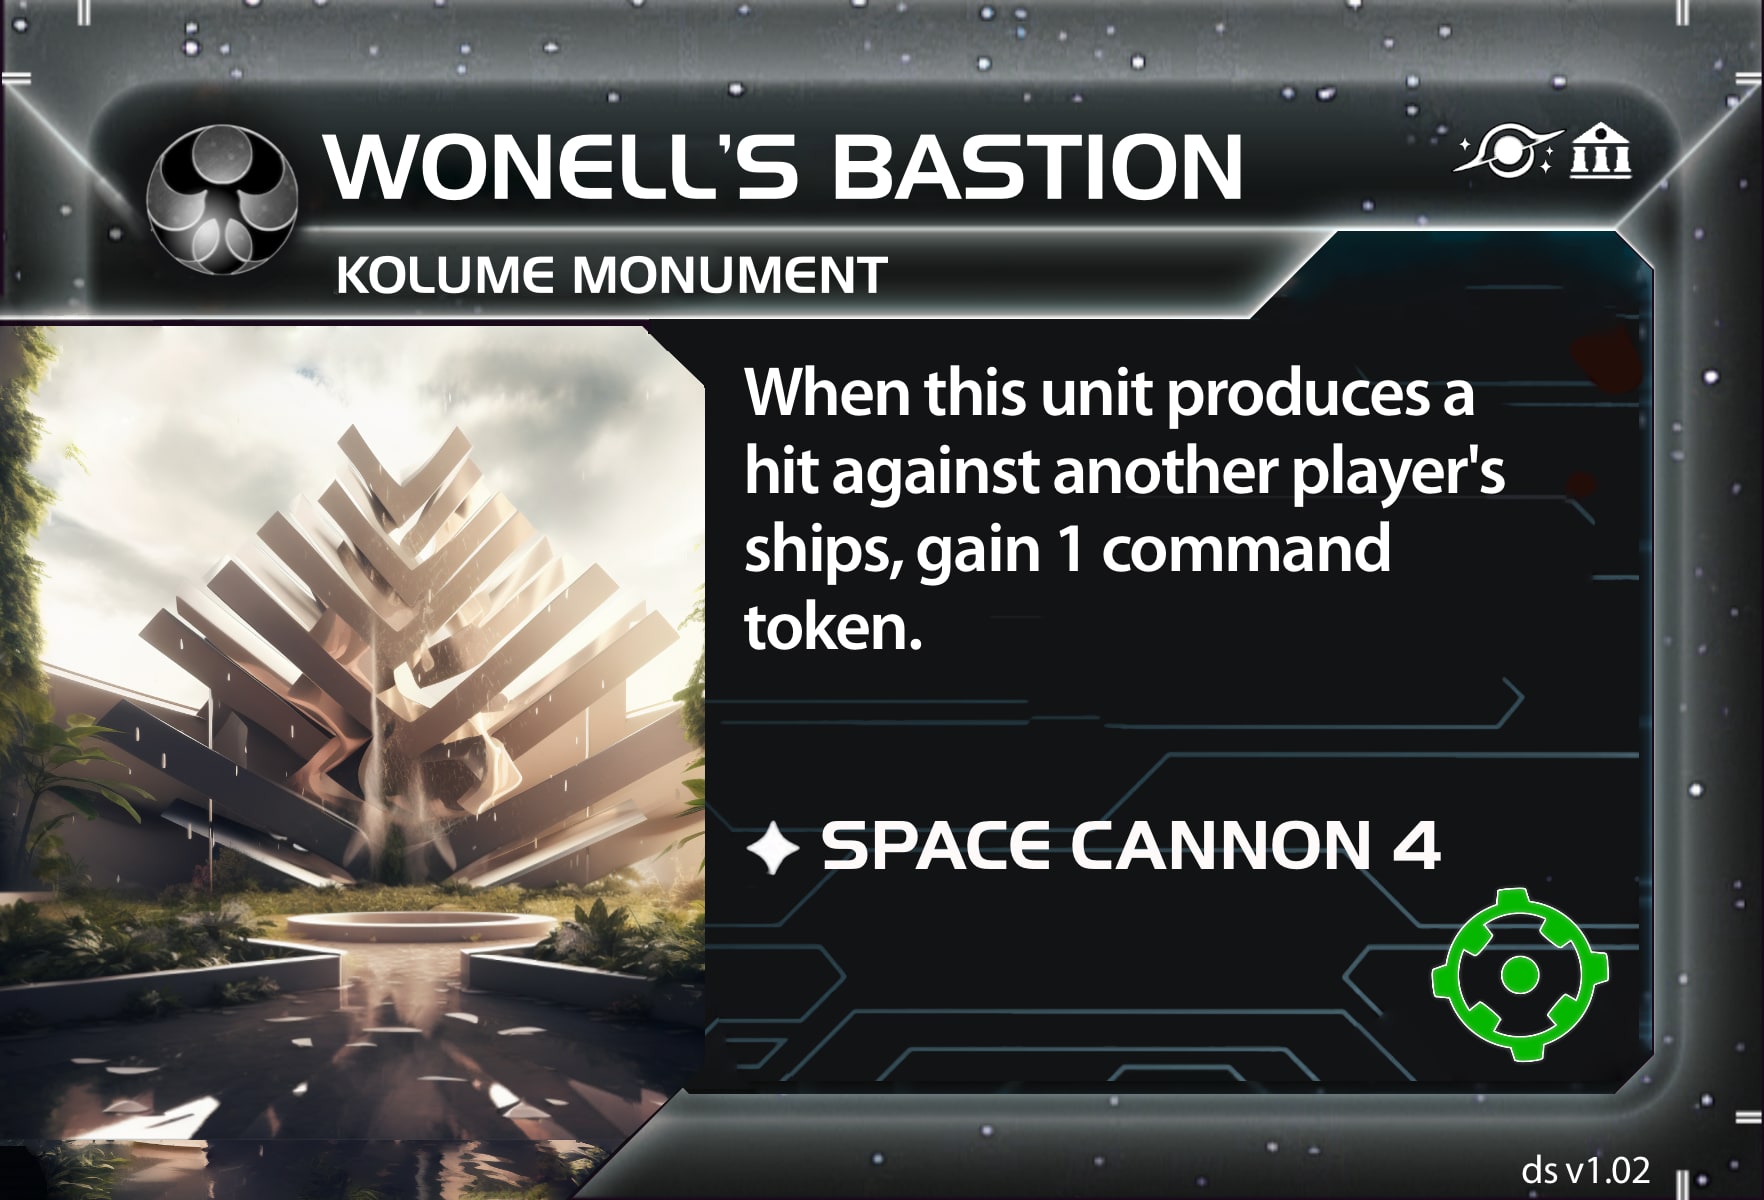 WONELL'S BASTION
KOLUME MONUMENT
When this unit produces a
hit against another player's
ships, gain 1 command
token.
SPACE CANNON 4
ds v1.02